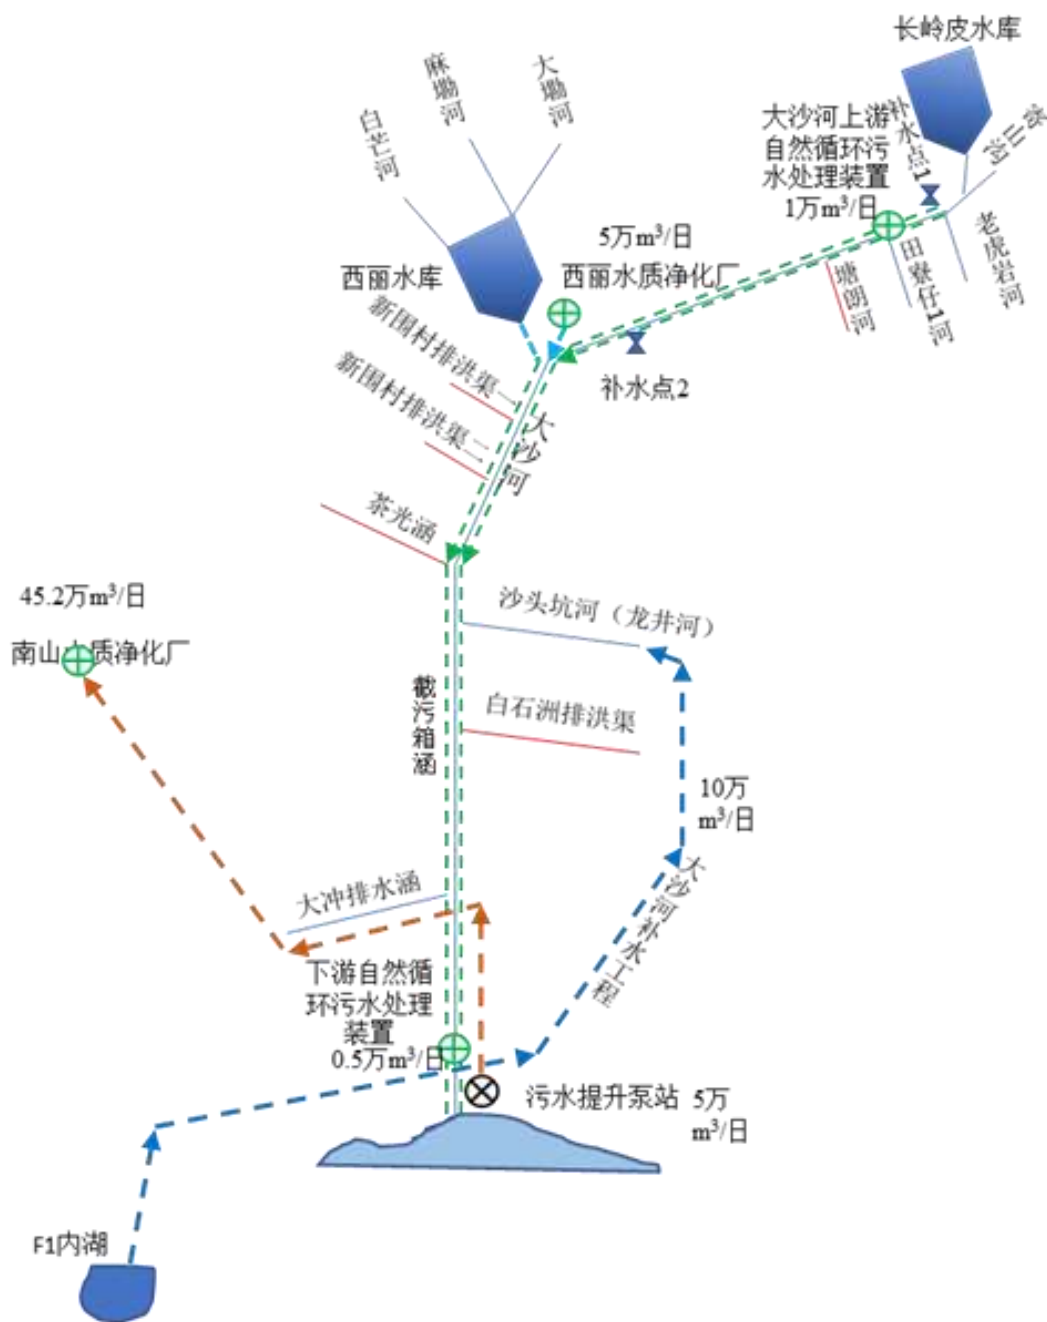 长岭皮水库
麻磡河
大磡河
白芒河
大沙河上游
自然循环污
水处理装置
1万m³/日
补水点1
老虎岩河
田寮仔1河
塘朗河
5万m³/日
西丽水质净化厂
西丽水库
补水点2
新围村排洪渠一
新围村排洪渠二
大沙河
茶光涵
45.2万m³/日
南山水质净化厂
沙头坑河（龙井河）
截污箱涵
白石洲排洪渠
10万
m³/日
大沙河补水工程
大冲排水涵
下游自然循
环污水处理
装置
0.5万m³/日
污水提升泵站 5万
m³/日
F1内湖